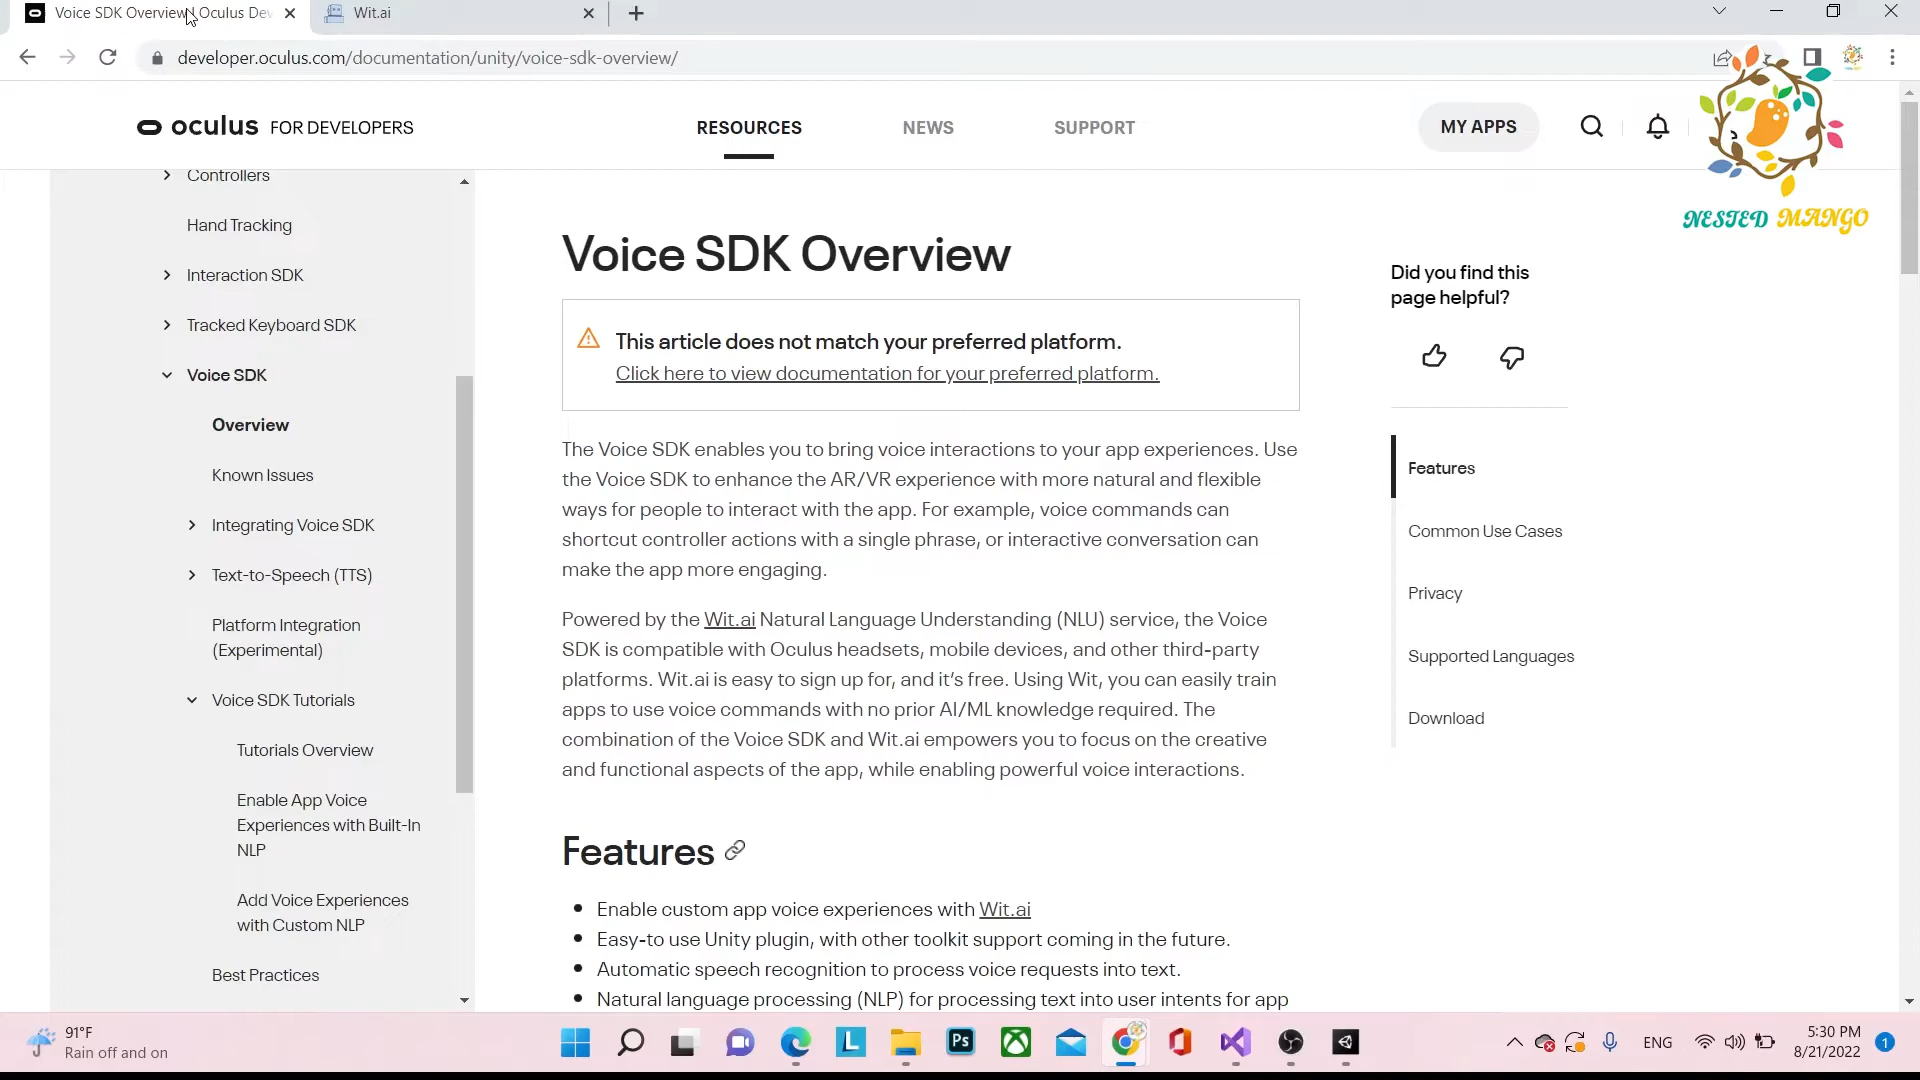 Voice SDK Overview | Oculus Dev
Wit.ai
developer.oculus.com/documentation/unity/voice-sdk-overview/
oculus FOR DEVELOPERS
RESOURCES
NEWS
SUPPORT
MY APPS
NESTED MANGO
Controllers
Hand Tracking
Interaction SDK
Tracked Keyboard SDK
Voice SDK
Overview
Known Issues
Integrating Voice SDK
Text-to-Speech (TTS)
Platform Integration
(Experimental)
Voice SDK Tutorials
Tutorials Overview
Enable App Voice
Experiences with Built-In
NLP
Add Voice Experiences
with Custom NLP
Best Practices
Voice SDK Overview
This article does not match your preferred platform.
Click here to view documentation for your preferred platform.
The Voice SDK enables you to bring voice interactions to your app experiences. Use
the Voice SDK to enhance the AR/VR experience with more natural and flexible
ways for people to interact with the app. For example, voice commands can
shortcut controller actions with a single phrase, or interactive conversation can
make the app more engaging.
Powered by the Wit.ai Natural Language Understanding (NLU) service, the Voice
SDK is compatible with Oculus headsets, mobile devices, and other third-party
platforms. Wit.ai is easy to sign up for, and it's free. Using Wit, you can easily train
apps to use voice commands with no prior AI/ML knowledge required. The
combination of the Voice SDK and Wit.ai empowers you to focus on the creative
and functional aspects of the app, while enabling powerful voice interactions.
Features
• Enable custom app voice experiences with Wit.ai
• Easy-to use Unity plugin, with other toolkit support coming in the future.
• Automatic speech recognition to process voice requests into text.
• Natural language processing (NLP) for processing text into user intents for app
Did you find this
page helpful?
Features
Common Use Cases
Privacy
Supported Languages
Download
91°F
Rain off and on
L
Ps
ENG
5:30 PM
8/21/2022
1